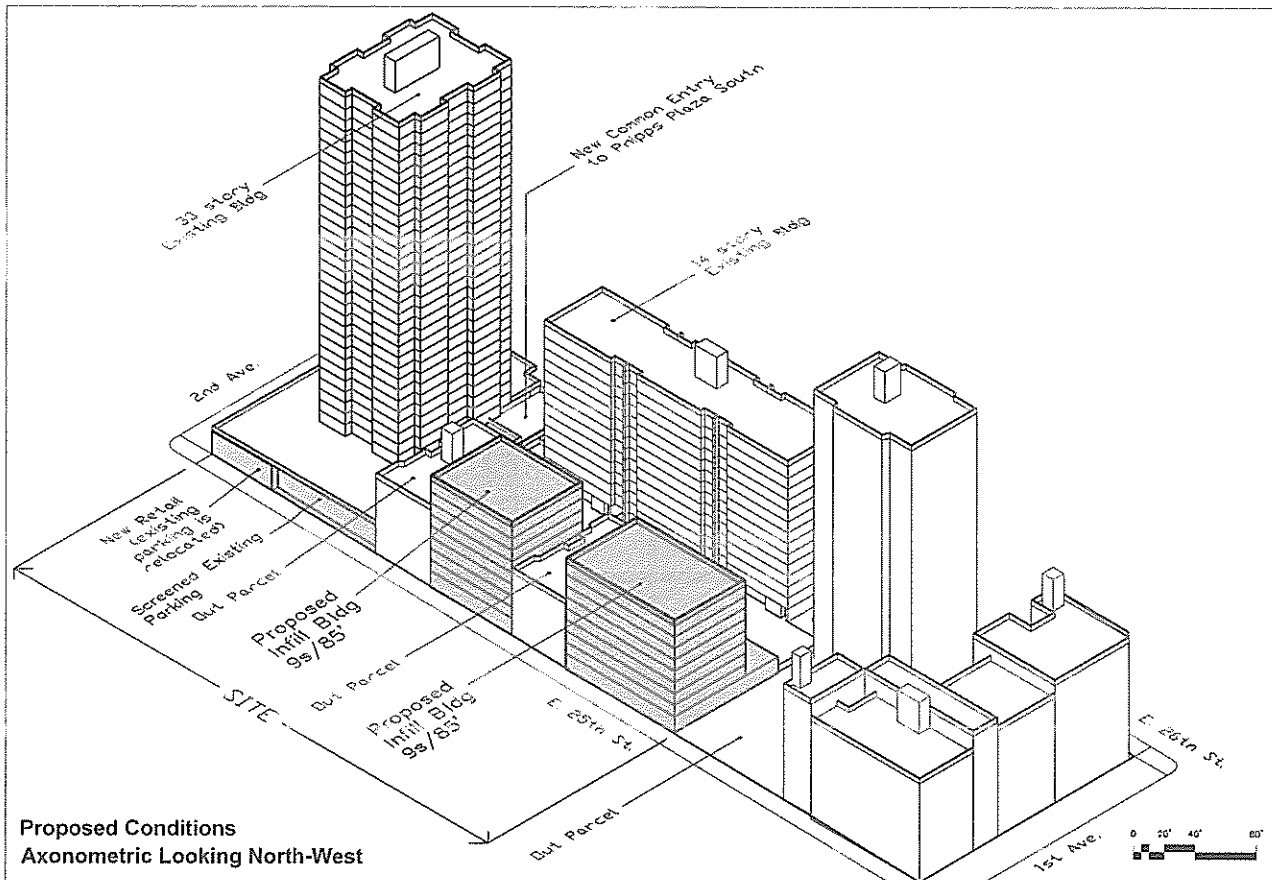 33 story
Existing Bldg
New Common Entry
to Phipps Plaza South
14 story
Existing Bldg
2nd Ave.
New Retail
(existing
parking is
relocated)
Screened Existing
Parking
Out Parcel
Proposed
Infill Bldg
9s/85'
Out Parcel
Proposed
Infill Bldg
9s/85'
SITE
E. 25th St.
Out Parcel
E. 26th St.
1st Ave.
0 20' 40' 80'
Proposed Conditions
Axonometric Looking North-West